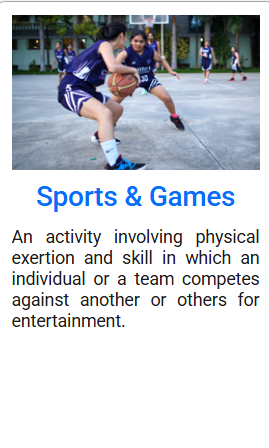 30
Sports & Games
An activity involving physical
exertion and skill in which an
individual or a team competes
against another or others for
entertainment.